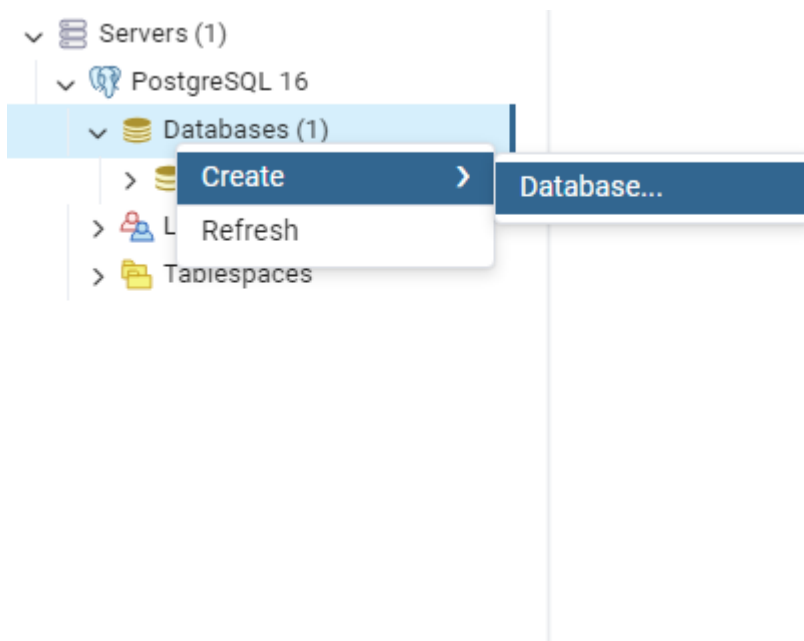 Servers (1)
PostgreSQL 16
Databases (1)
Create
Database...
Refresh
Tablespaces